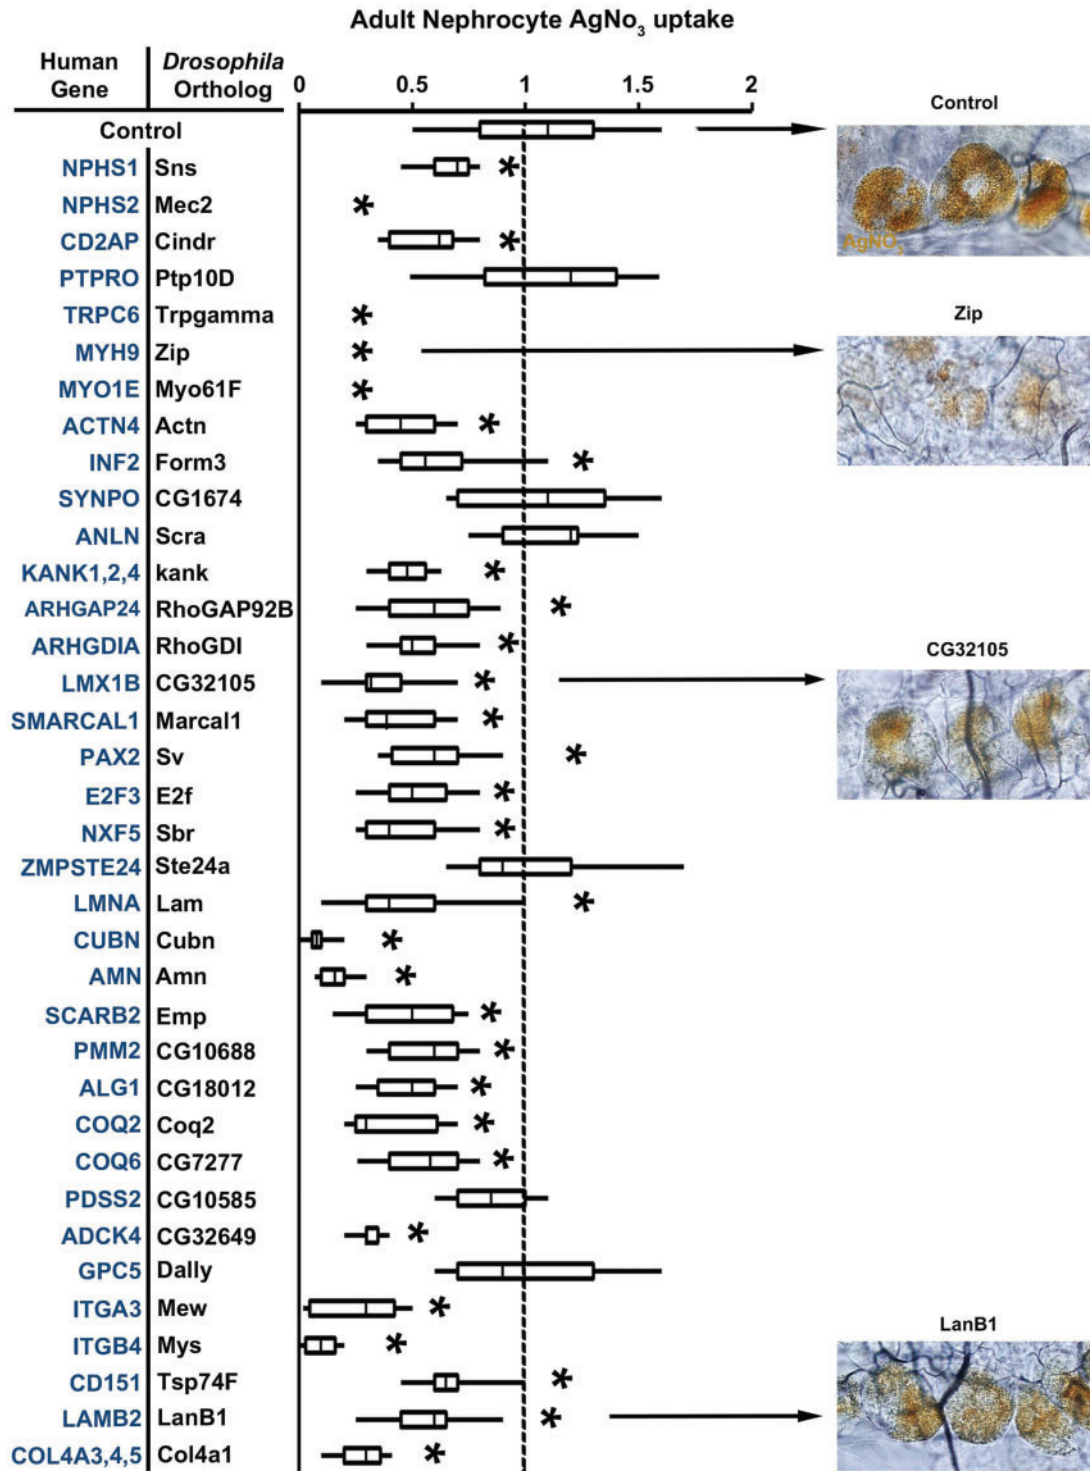 Adult Nephrocyte AgNo3 uptake
Human Gene Drosophila Ortholog
0 0.5 1 1.5 2
Control
Control
NPHS1 Sns *
NPHS2 Mec2 *
CD2AP Cindr *
AgNO3
PTPRO Ptp10D
TRPC6 Trpgamma *
Zip
MYH9 Zip *
MYO1E Myo61F *
ACTN4 Actn *
INF2 Form3 *
SYNPO CG1674
ANLN Scra
KANK1,2,4 kank *
ARHGAP24 RhoGAP92B *
ARHGDIA RhoGDI *
CG32105
LMX1B CG32105 *
SMARCAL1 Marcal1 *
PAX2 Sv *
E2F3 E2f *
NXF5 Sbr *
ZMPSTE24 Ste24a
LMNA Lam *
CUBN Cubn *
AMN Amn *
SCARB2 Emp *
PMM2 CG10688 *
ALG1 CG18012 *
COQ2 Coq2 *
COQ6 CG7277 *
PDSS2 CG10585
ADCK4 CG32649 *
GPC5 Dally
ITGA3 Mew *
LanB1
ITGB4 Mys *
CD151 Tsp74F *
LAMB2 LanB1 *
COL4A3,4,5 Col4a1 *